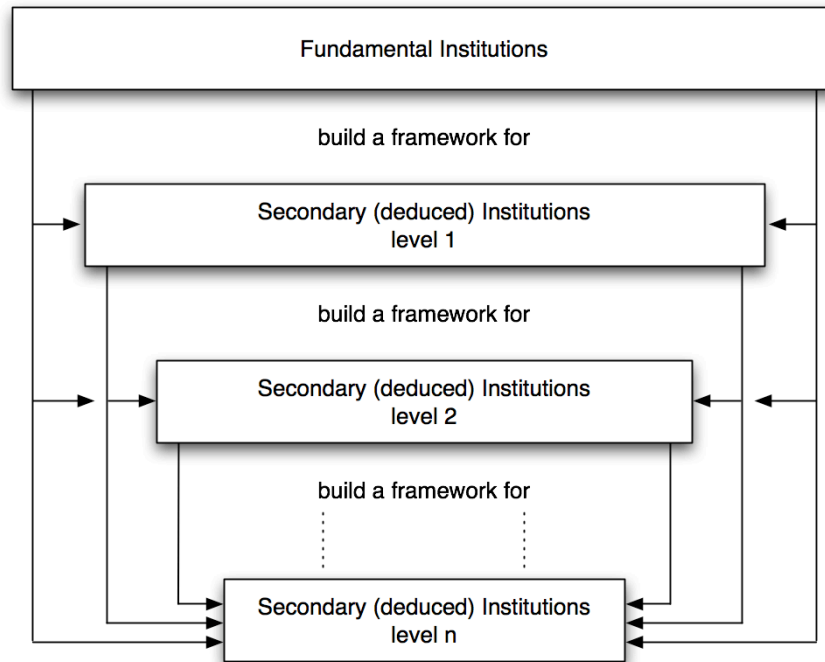 Fundamental Institutions
build a framework for
Secondary (deduced) Institutions
level 1
build a framework for
Secondary (deduced) Institutions
level 2
build a framework for
Secondary (deduced) Institutions
level n